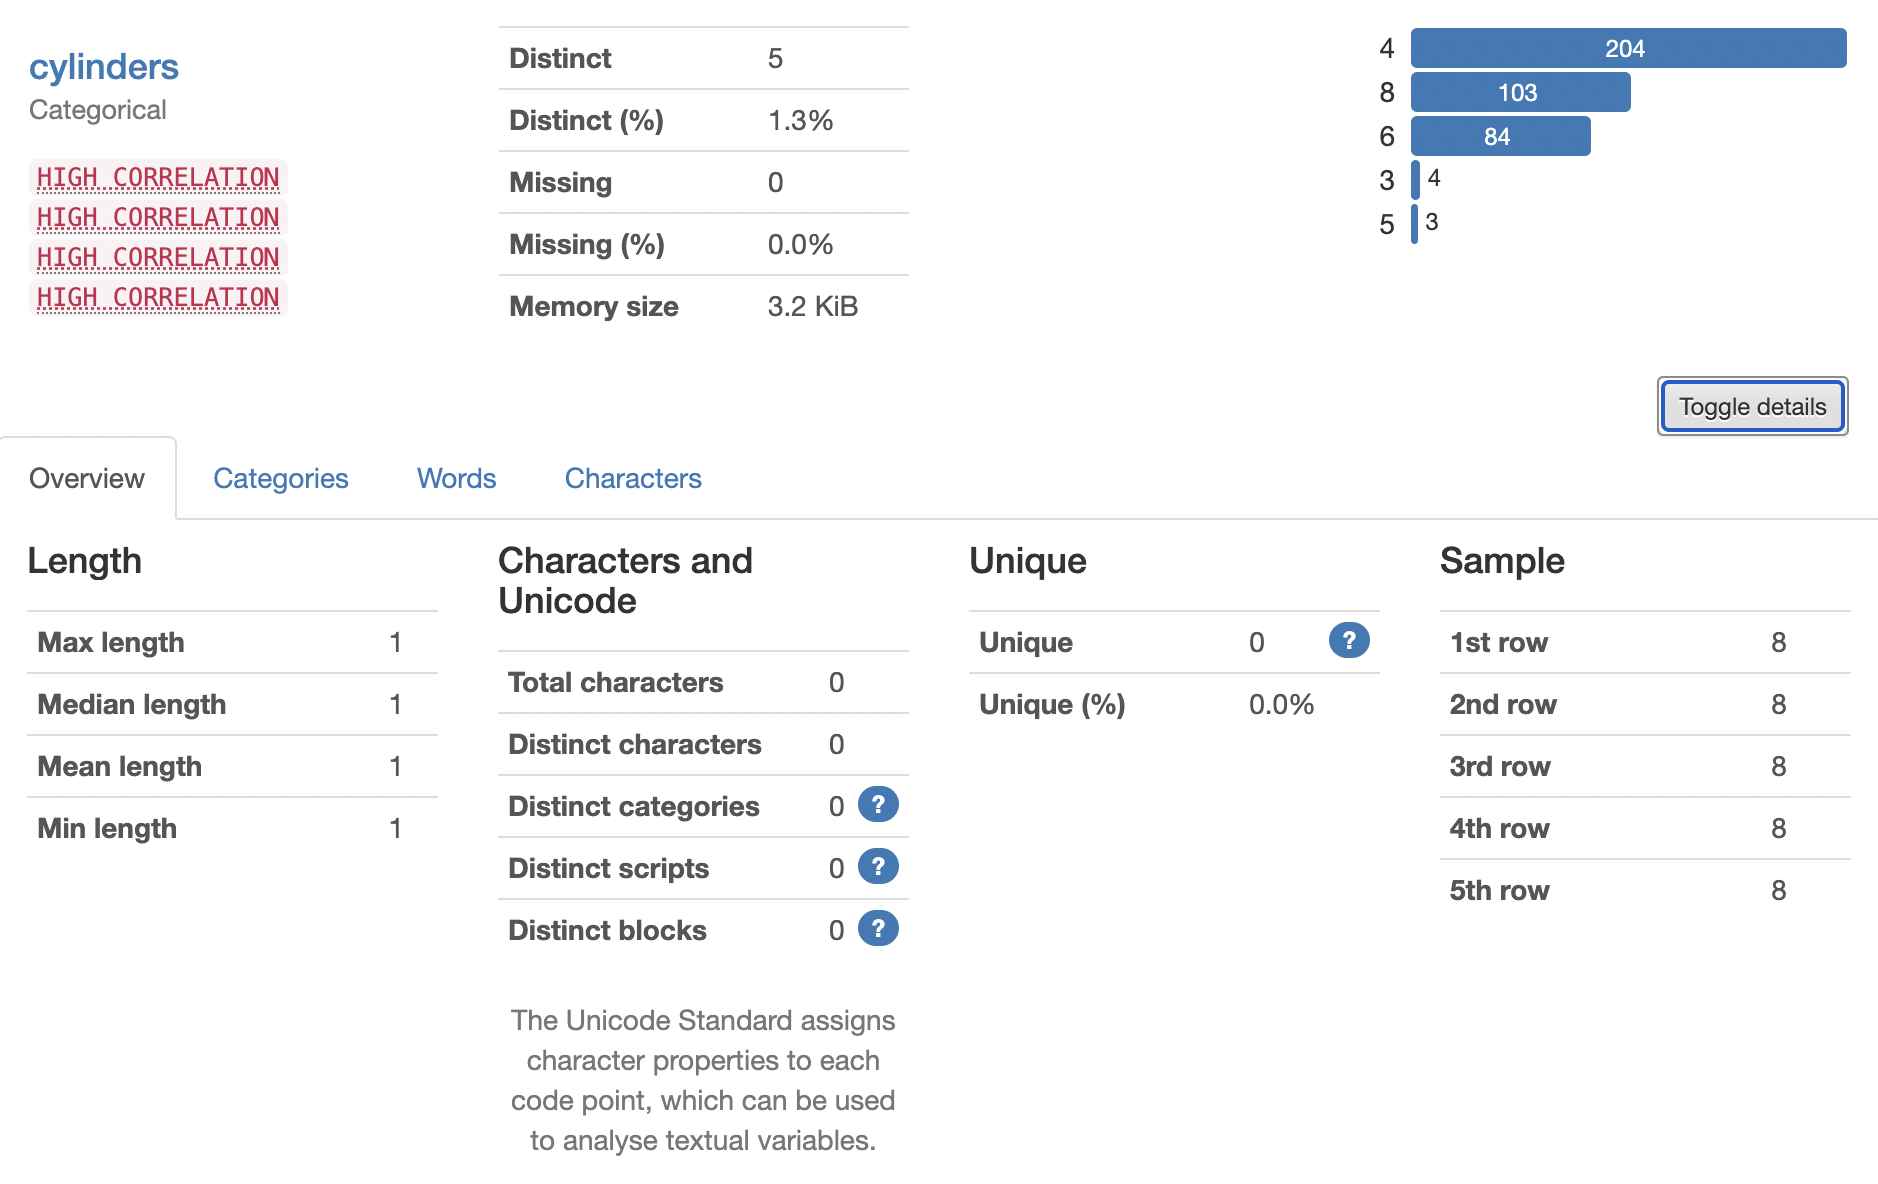 cylinders
Categorical
HIGH CORRELATION
HIGH CORRELATION
HIGH CORRELATION
HIGH CORRELATION
Distinct 5
Distinct (%) 1.3%
Missing 0
Missing (%) 0.0%
Memory size 3.2 KiB
4 204
8 103
6 84
3 4
5 3
Toggle details
Overview Categories Words Characters
Length
Max length 1
Median length 1
Mean length 1
Min length 1
Characters and
Unicode
Total characters 0
Distinct characters 0
Distinct categories 0 ?
Distinct scripts 0 ?
Distinct blocks 0 ?
The Unicode Standard assigns
character properties to each
code point, which can be used
to analyse textual variables.
Unique
Unique 0 ?
Unique (%) 0.0%
Sample
1st row 8
2nd row 8
3rd row 8
4th row 8
5th row 8